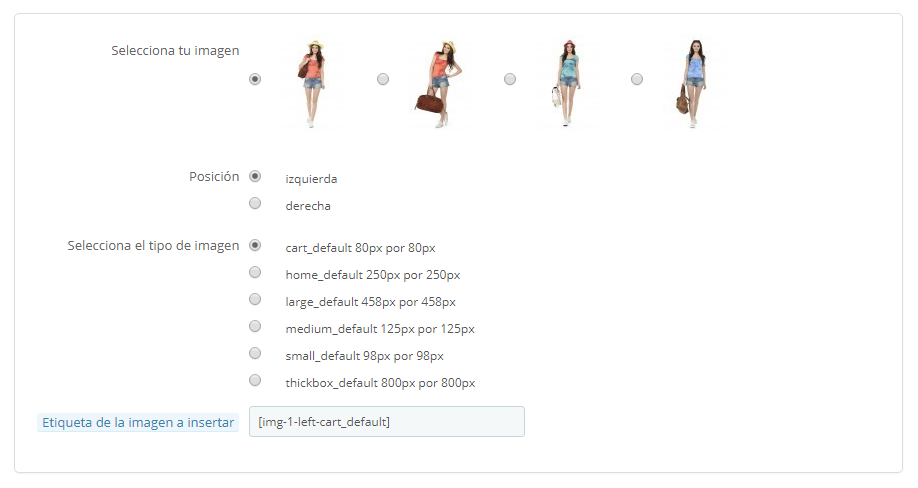 Selecciona tu imagen
Posición
izquierda
derecha
Selecciona el tipo de imagen
cart_default 80px por 80px
home_default 250px por 250px
large_default 458px por 458px
medium_default 125px por 125px
small_default 98px por 98px
thickbox_default 800px por 800px
Etiqueta de la imagen a insertar
[img-1-left-cart_default]